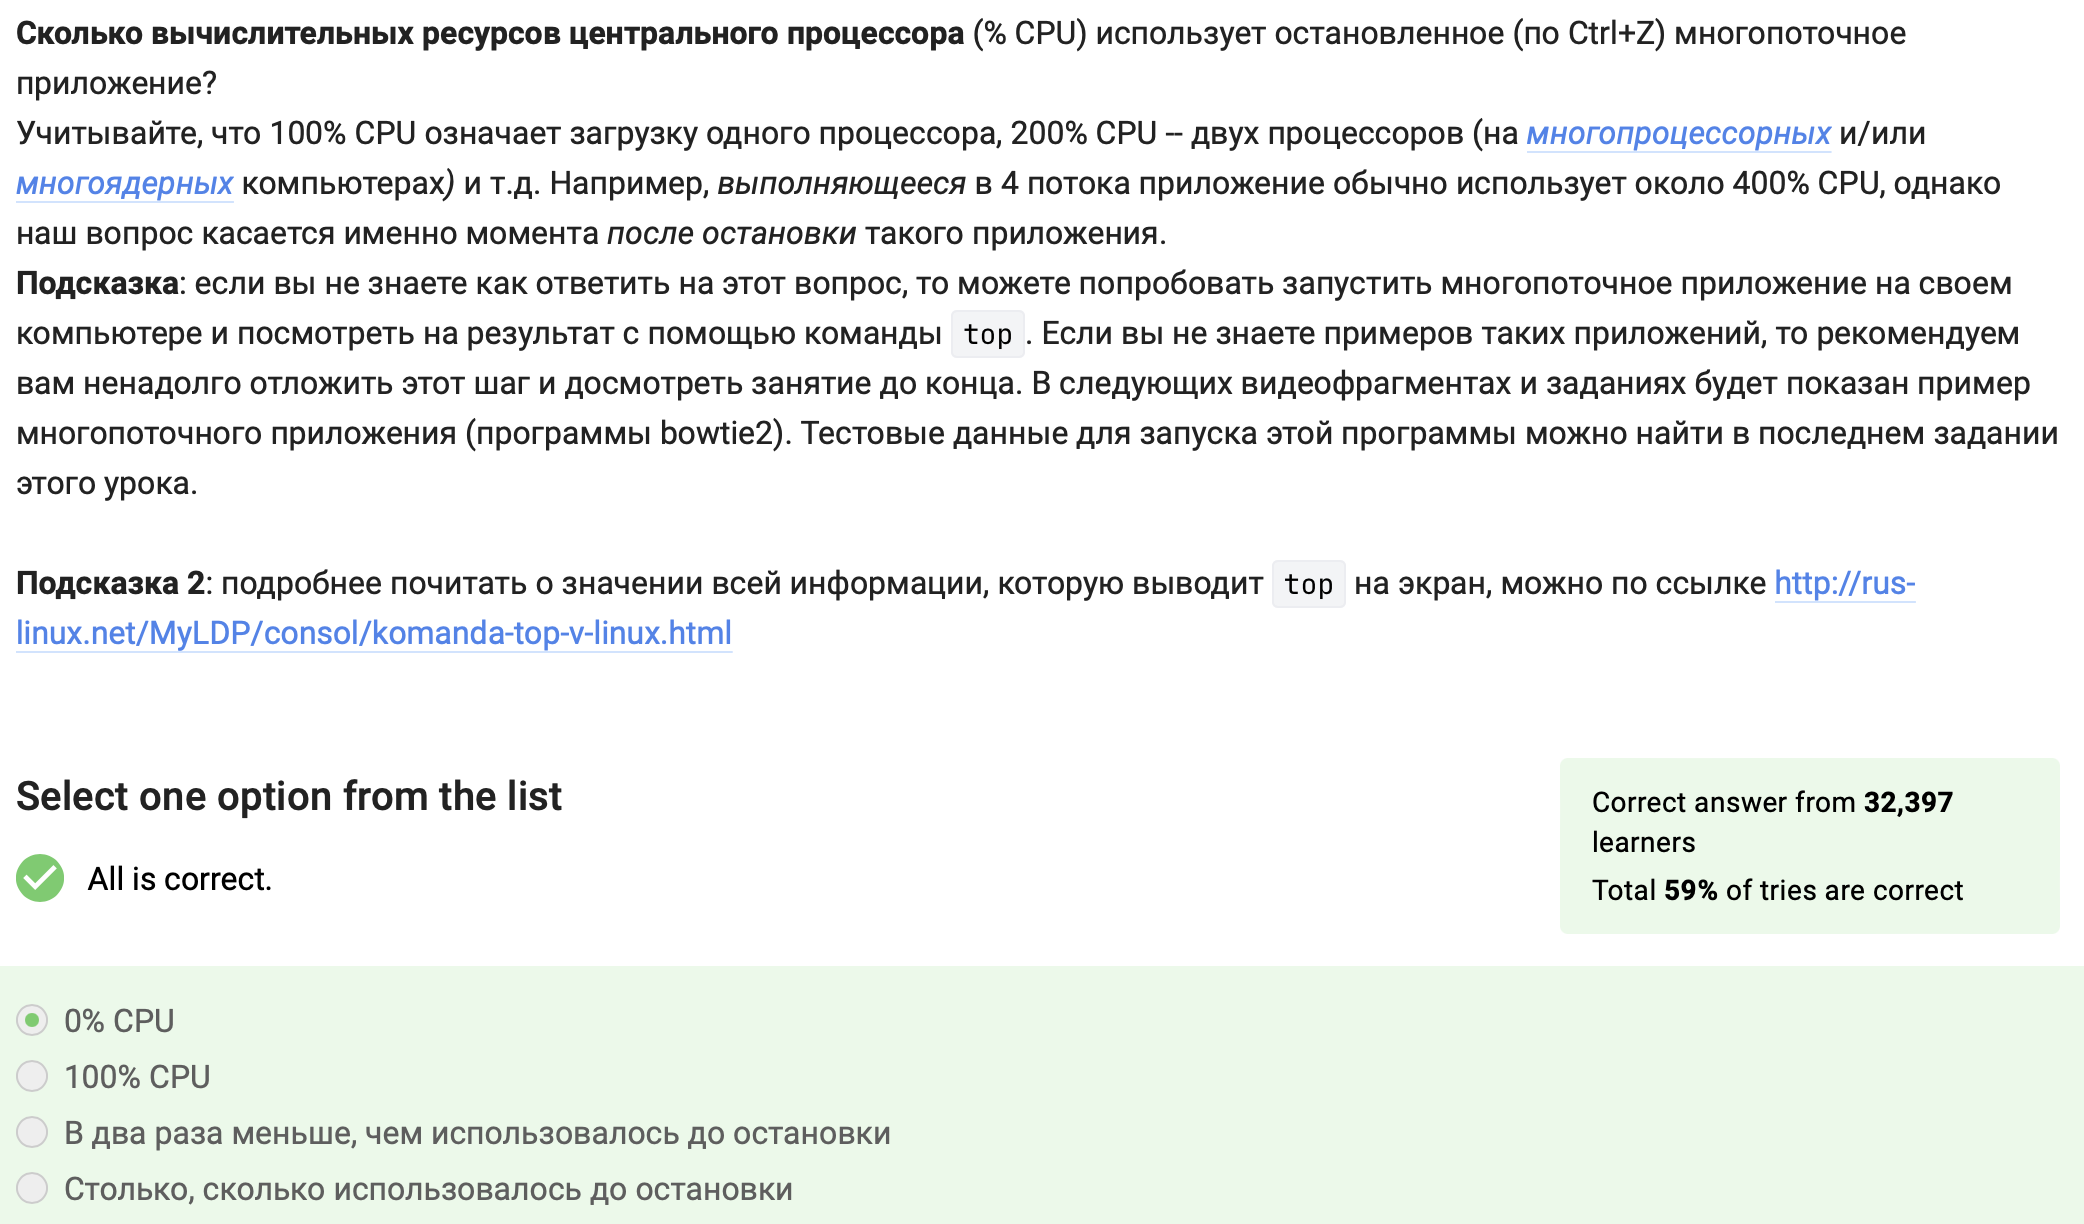 Сколько вычислительных ресурсов центрального процессора (% CPU) использует остановленное (по Ctrl+Z) многопоточное
приложение?
Учитывайте, что 100% CPU означает загрузку одного процессора, 200% CPU -- двух процессоров (на многопроцессорных и/или
многоядерных компьютерах) и т.д. Например, выполняющееся в 4 потока приложение обычно использует около 400% CPU, однако
наш вопрос касается именно момента после остановки такого приложения.
Подсказка: если вы не знаете как ответить на этот вопрос, то можете попробовать запустить многопоточное приложение на своем
компьютере и посмотреть на результат с помощью команды top. Если вы не знаете примеров таких приложений, то рекомендуем
вам ненадолго отложить этот шаг и досмотреть занятие до конца. В следующих видеофрагментах и заданиях будет показан пример
многопоточного приложения (программы bowtie2). Тестовые данные для запуска этой программы можно найти в последнем задании
этого урока.
Подсказка 2: подробнее почитать о значении всей информации, которую выводит top на экран, можно по ссылке http://rus-
linux.net/MyLDP/consol/komanda-top-v-linux.html
Select one option from the list
All is correct.
Correct answer from 32,397
learners
Total 59% of tries are correct
0% CPU
100% CPU
В два раза меньше, чем использовалось до остановки
Столько, сколько использовалось до остановки